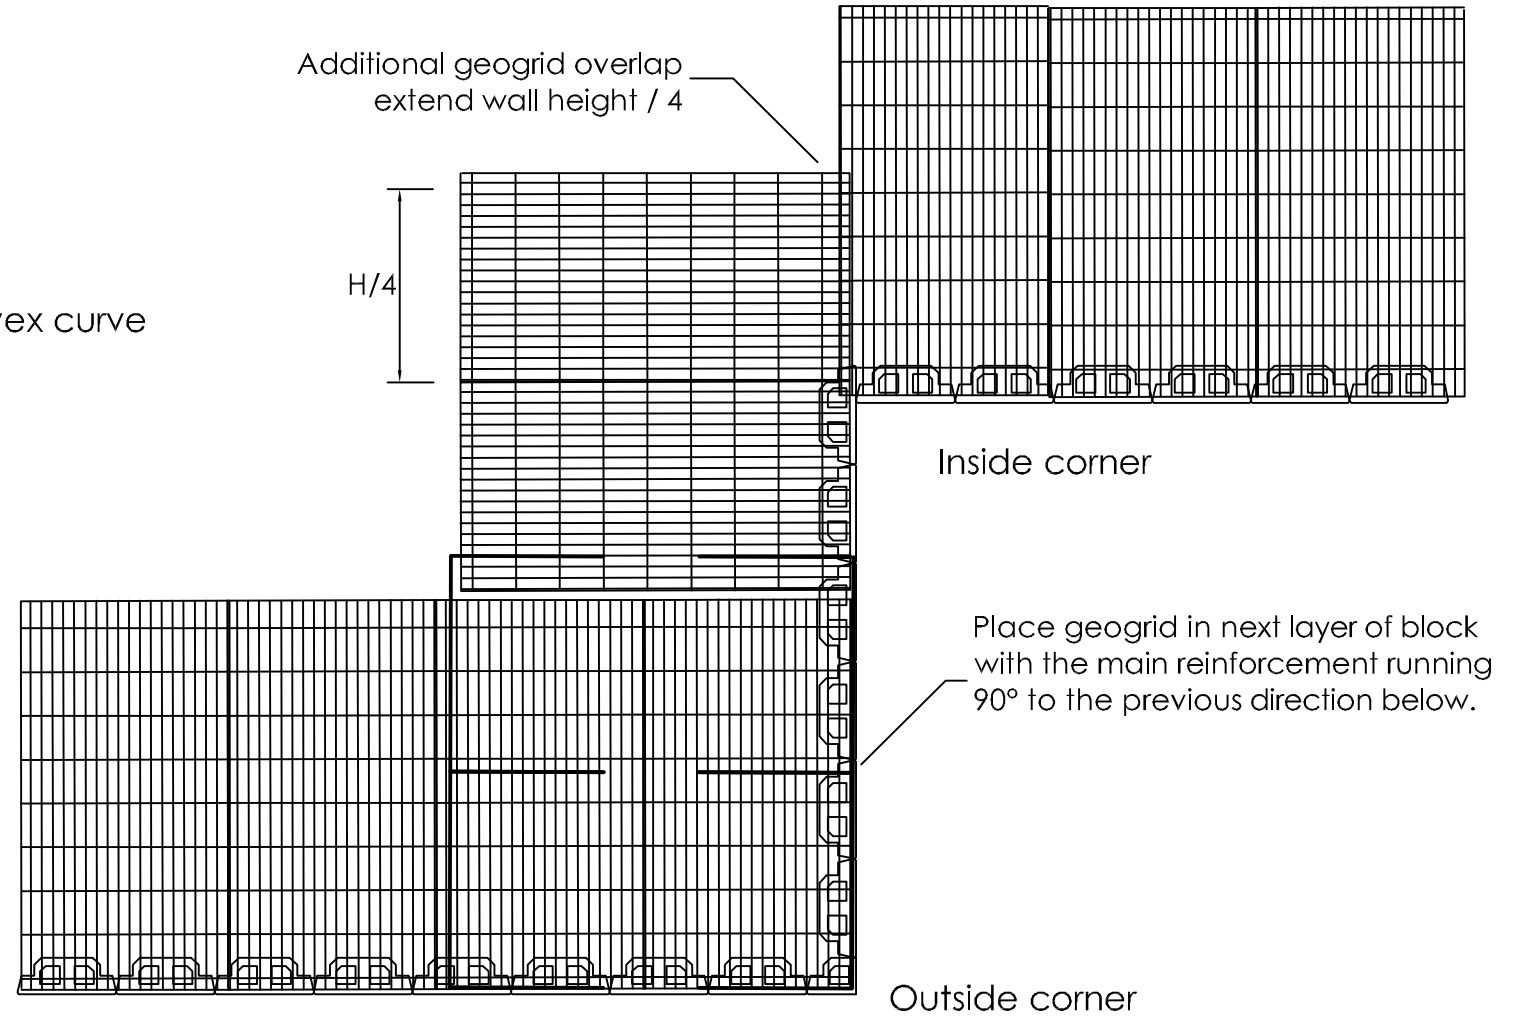 Additional geogrid overlap
extend wall height / 4
H/4
curve
Inside corner
Place geogrid in next layer of block
with the main reinforcement running
90° to the previous direction below.
Outside corner